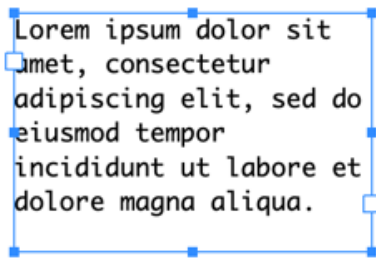 Lorem ipsum dolor sit
amet, consectetur
adipiscing elit, sed do
eiusmod tempor
incididunt ut labore et
dolore magna aliqua.